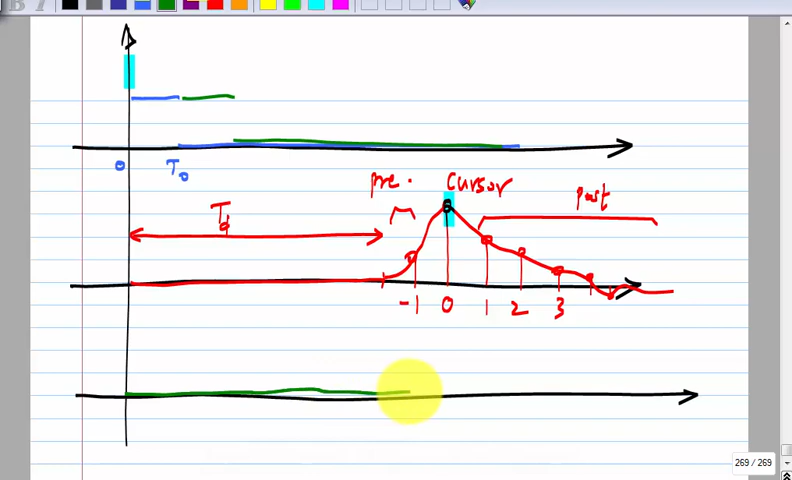 B I
0 T₀
pre. cursor post
Td
-1 0 1 2 3
269 / 269